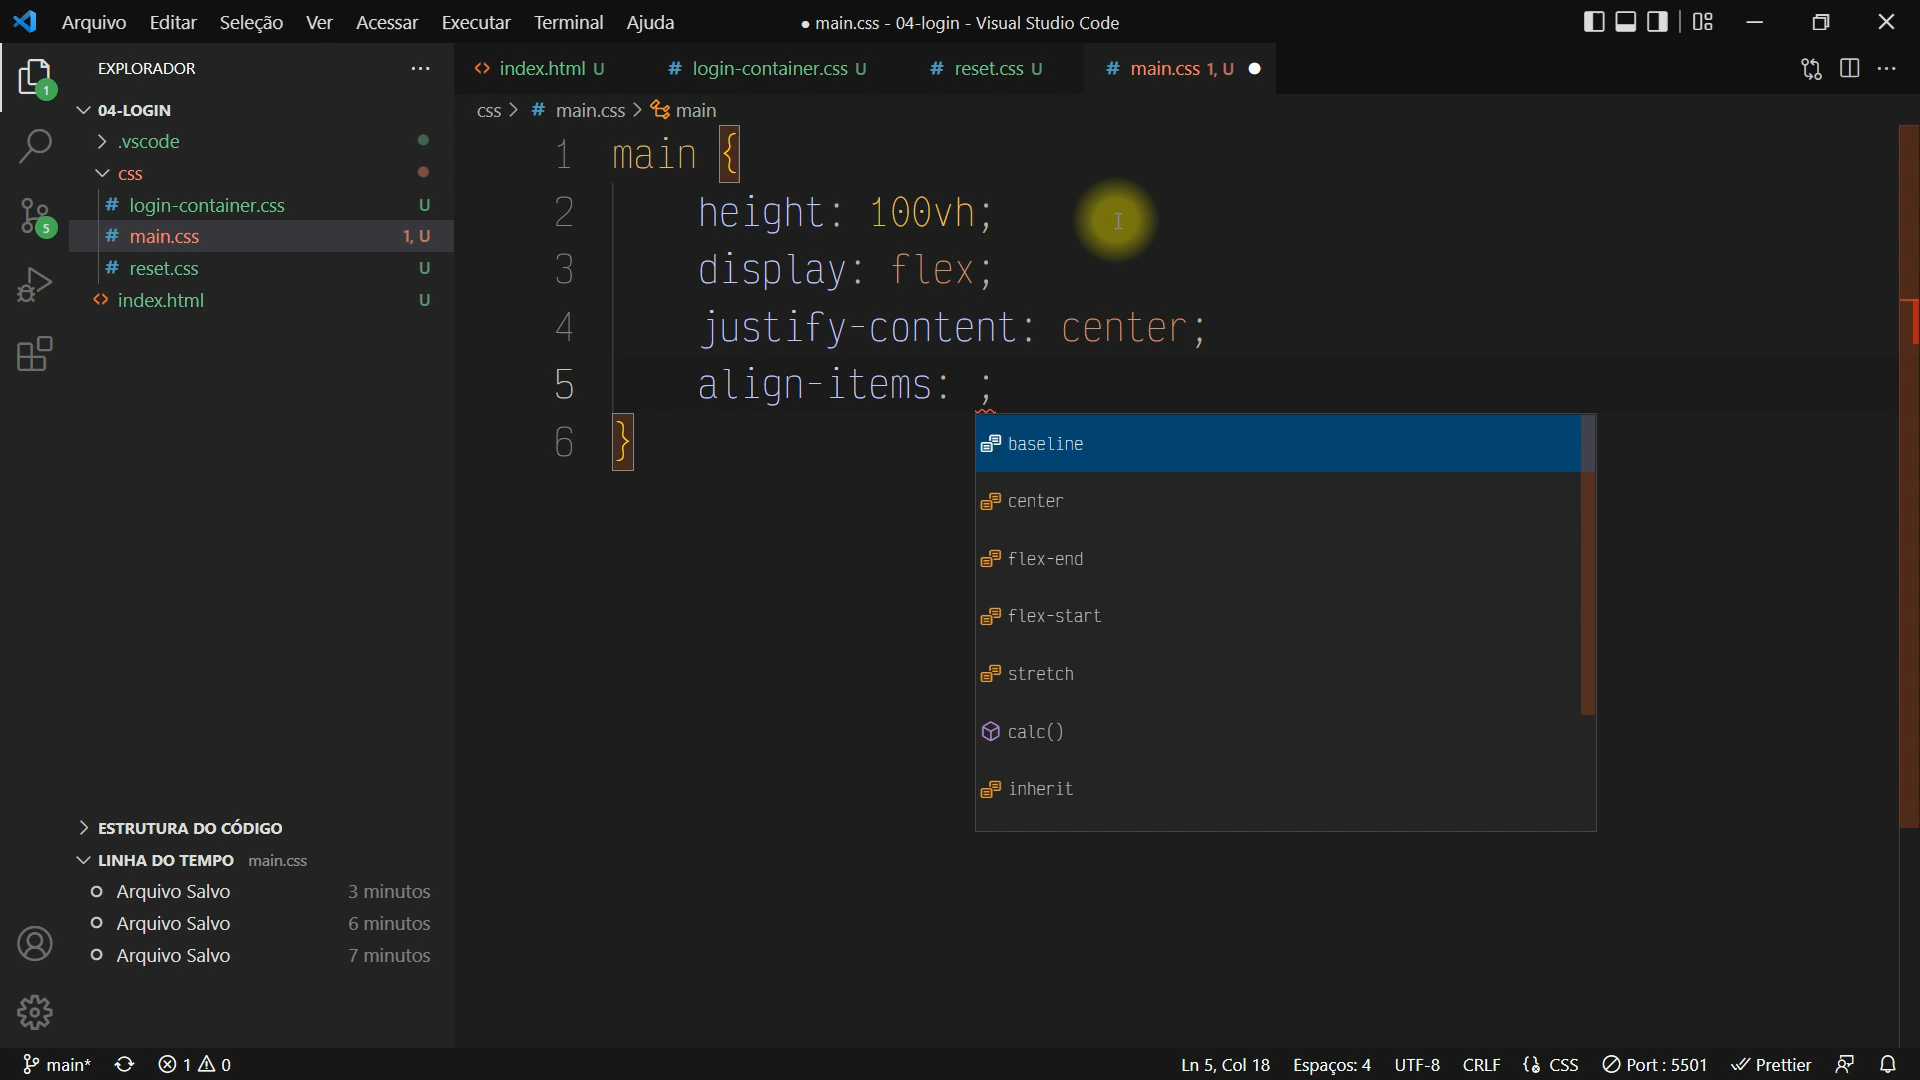 Arquivo Editar Seleção Ver Acessar Executar Terminal Ajuda
● main.css - 04-login - Visual Studio Code
EXPLORADOR
index.html U
login-container.css U
reset.css U
main.css 1, U
1
04-LOGIN
css > # main.css > main
.vscode
css
# login-container.css U
# main.css 1, U
# reset.css U
index.html U
5
1 main {
2 height: 100vh;
3 display: flex;
4 justify-content: center;
5 align-items: ;
6 }
baseline
center
flex-end
flex-start
stretch
calc()
inherit
ESTRUTURA DO CÓDIGO
LINHA DO TEMPO main.css
Arquivo Salvo 3 minutos
Arquivo Salvo 6 minutos
Arquivo Salvo 7 minutos
main* 1 0
Ln 5, Col 18 Espaços: 4 UTF-8 CRLF CSS Port : 5501 Prettier